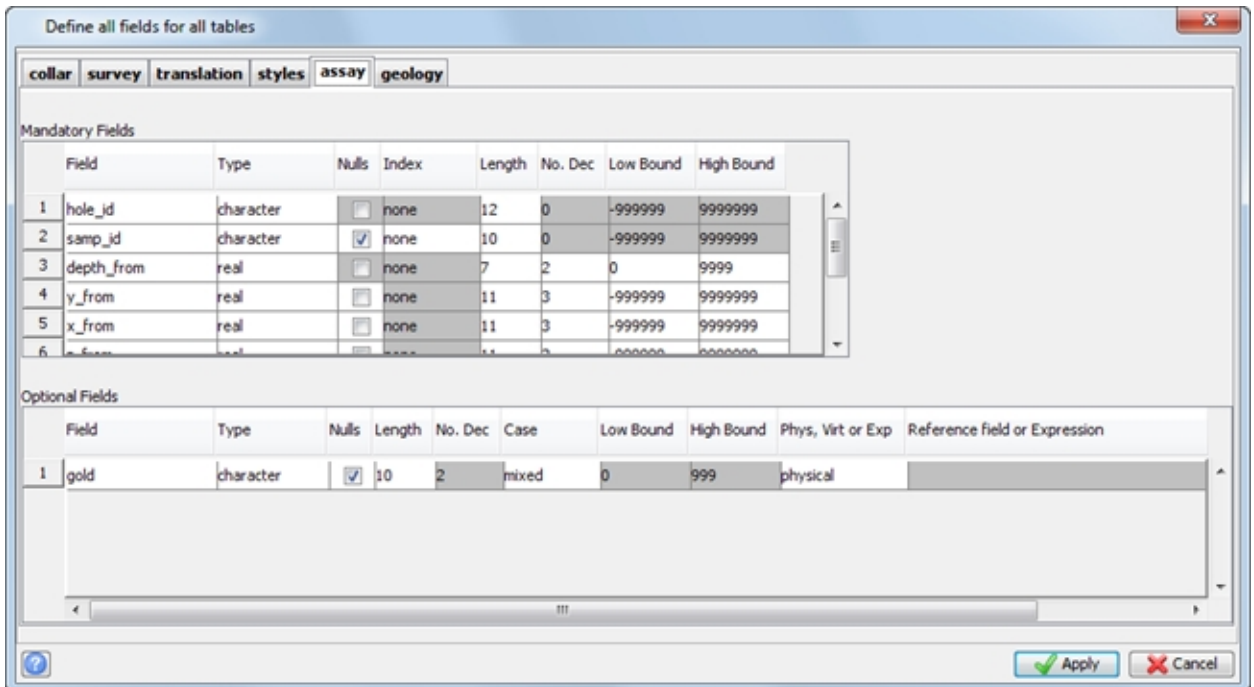 Define all fields for all tables
collar survey translation styles assay geology
Mandatory Fields
Field Type Nulls Index Length No. Dec Low Bound High Bound
1 hole_id character none 12 0 -999999 9999999
2 samp_id character none 10 0 -999999 9999999
3 depth_from real none 7 2 0 9999
4 y_from real none 11 3 -999999 9999999
5 x_from real none 11 3 -999999 9999999
6
Optional Fields
Field Type Nulls Length No. Dec Case Low Bound High Bound Phys, Virt or Exp Reference field or Expression
1 gold character 10 2 mixed 0 999 physical
Apply Cancel